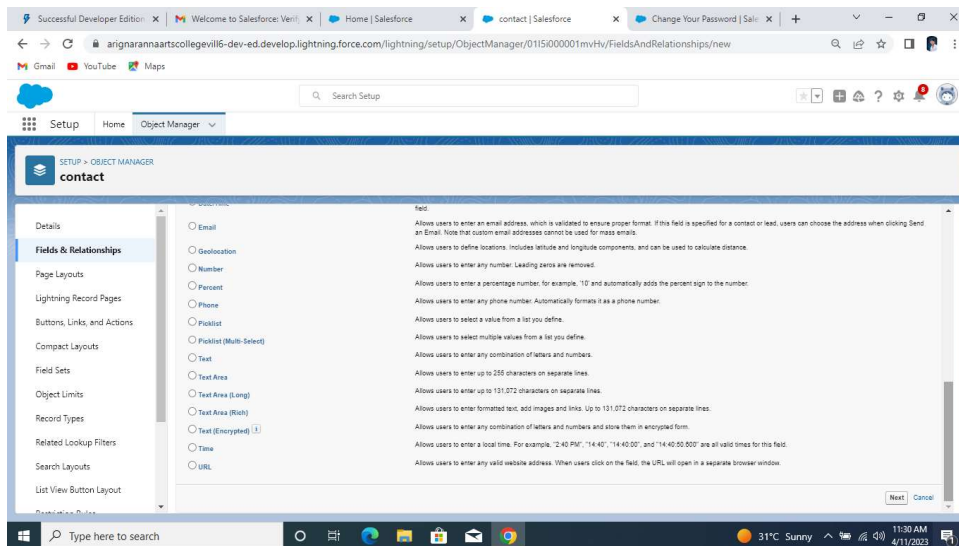 Successful Developer Edition
Welcome to Salesforce: Verif
Home | Salesforce
contact | Salesforce
Change Your Password | Sale
arignarannaartscollegevill6-dev-ed.develop.lightning.force.com/lightning/setup/ObjectManager/01I5i000001mvHv/FieldsAndRelationships/new
Gmail YouTube Maps
Search Setup
8
Setup Home Object Manager
SETUP > OBJECT MANAGER
contact
Details
Fields & Relationships
Page Layouts
Lightning Record Pages
Buttons, Links, and Actions
Compact Layouts
Field Sets
Object Limits
Record Types
Related Lookup Filters
Search Layouts
List View Button Layout
Restriction Rules
Date/Time field.
Email Allows users to enter an email address, which is validated to ensure proper format. If this field is specified for a contact or lead, users can choose the address when clicking Send
an Email. Note that custom email addresses cannot be used for mass emails.
Geolocation Allows users to define locations. Includes latitude and longitude components, and can be used to calculate distance.
Number Allows users to enter any number. Leading zeros are removed.
Percent Allows users to enter a percentage number, for example, '10' and automatically adds the percent sign to the number.
Phone Allows users to enter any phone number. Automatically formats it as a phone number.
Picklist Allows users to select a value from a list you define.
Picklist (Multi-Select) Allows users to select multiple values from a list you define.
Text Allows users to enter any combination of letters and numbers.
Text Area Allows users to enter up to 255 characters on separate lines.
Text Area (Long) Allows users to enter up to 131,072 characters on separate lines.
Text Area (Rich) Allows users to enter formatted text, add images and links. Up to 131,072 characters on separate lines.
Text (Encrypted) i Allows users to enter any combination of letters and numbers and store them in encrypted form.
Time Allows users to enter a local time. For example, "2:40 PM", "14:40", "14:40:00", and "14:40:50.600" are all valid times for this field.
URL Allows users to enter any valid website address. When users click on the field, the URL will open in a separate browser window.
Next Cancel
Type here to search
31°C Sunny
11:30 AM
4/11/2023